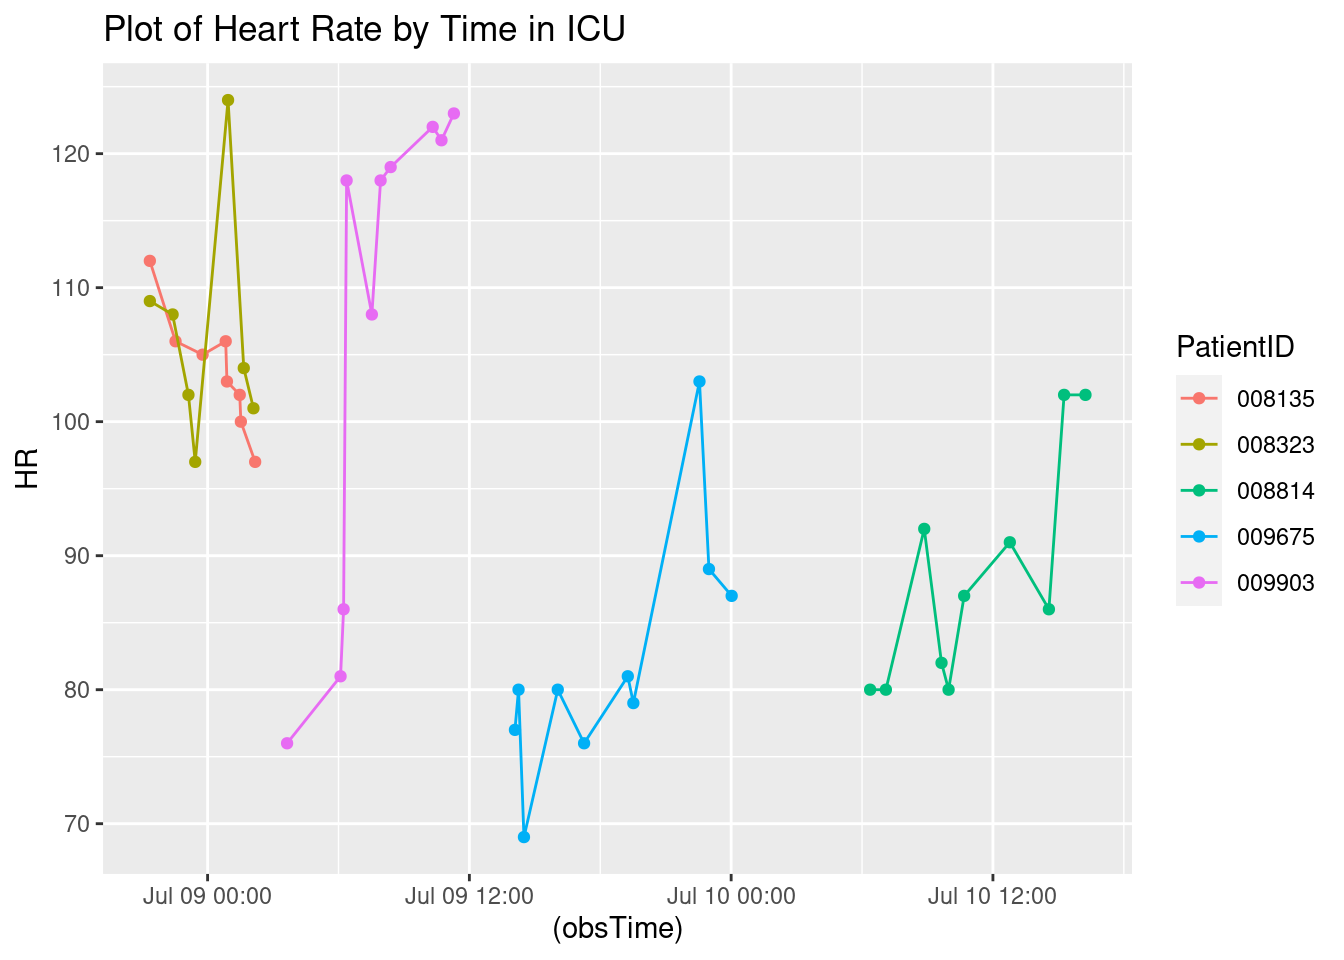 Plot of Heart Rate by Time in ICU
HR
120
110
100
90
80
70
Jul 09 00:00
Jul 09 12:00
Jul 10 00:00
Jul 10 12:00
(obsTime)
PatientID
008135
008323
008814
009675
009903